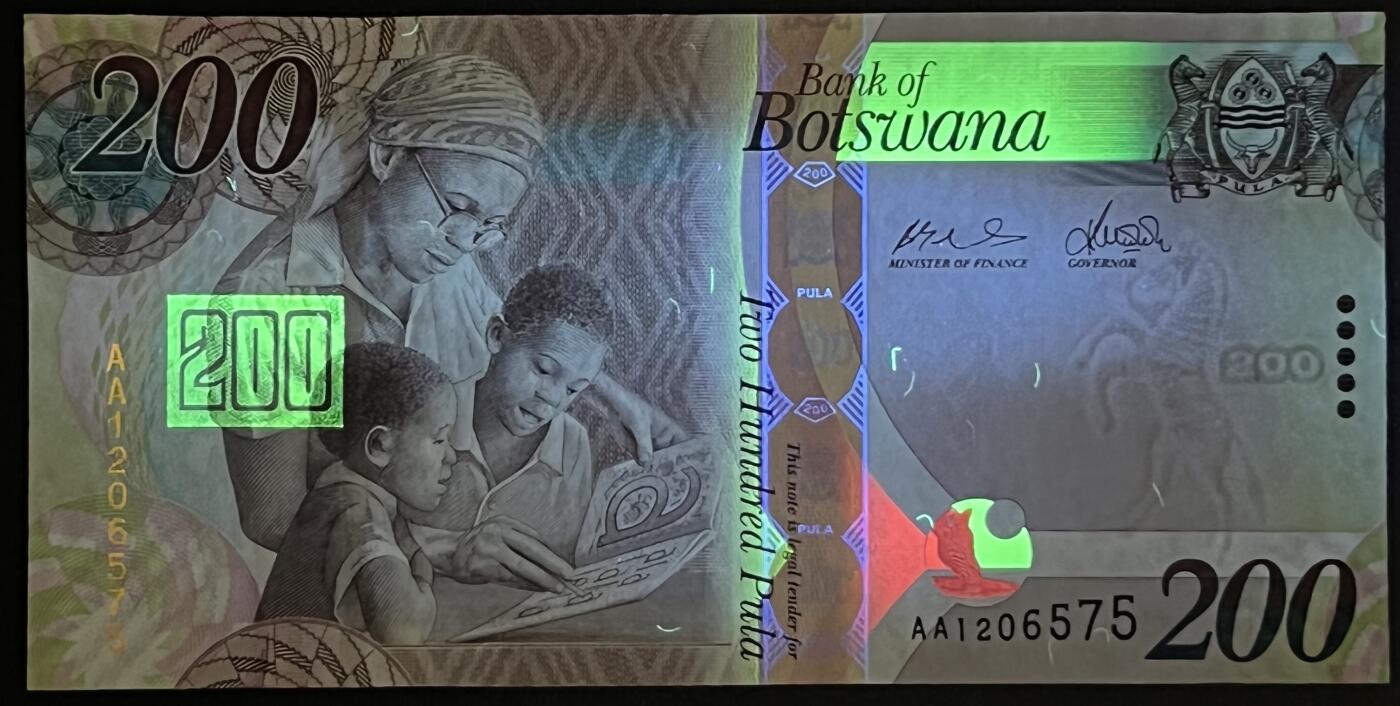 200
Bank of
Botswana
200
PULA
MINISTER OF FINANCE
GOVERNOR
200
PULA
200
200
PULA
Two Hundred Pula
This note is legal tender for
AA1206575
AA1206575
200